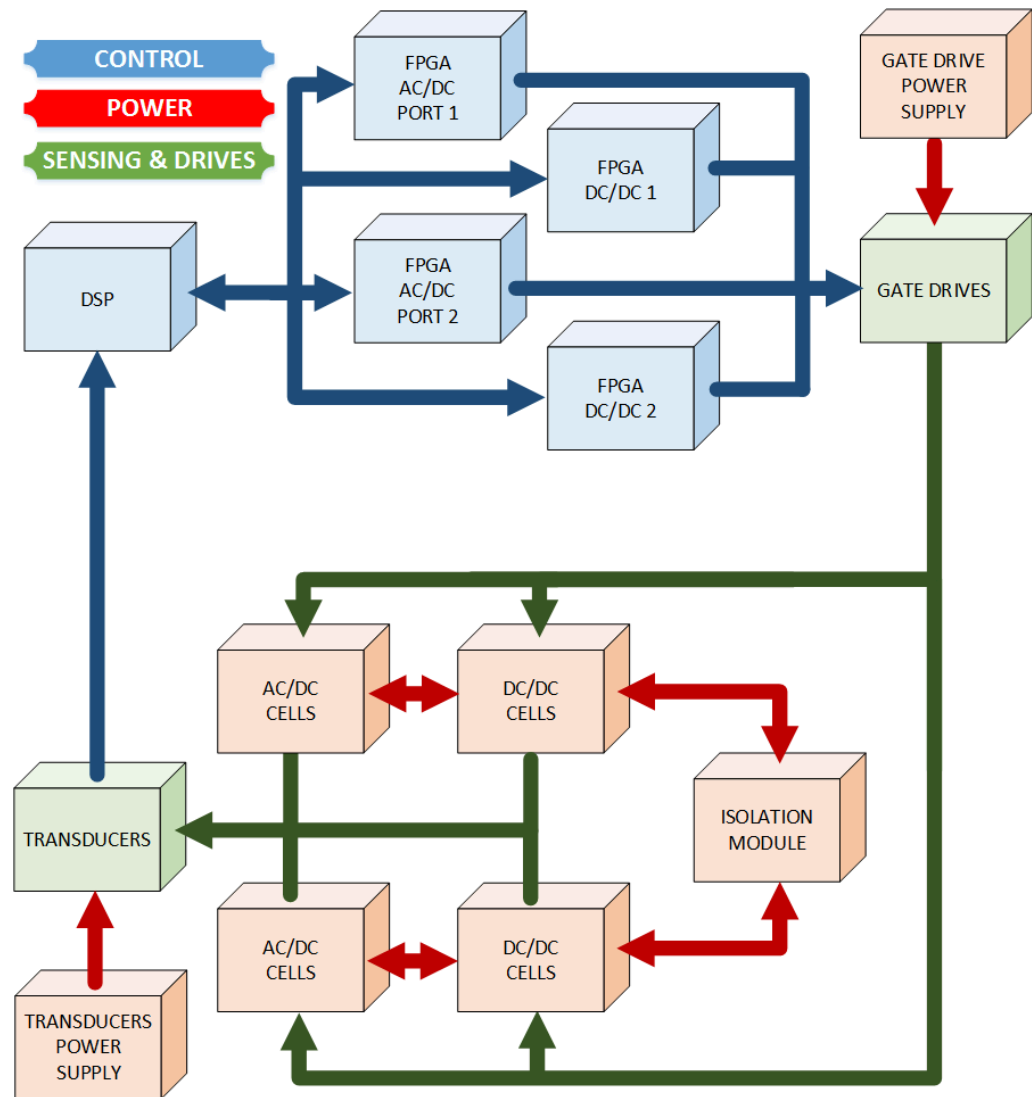 CONTROL
POWER
SENSING & DRIVES
FPGA
AC/DC
PORT 1
GATE DRIVE
POWER
SUPPLY
FPGA
DC/DC 1
DSP
FPGA
AC/DC
PORT 2
GATE DRIVES
FPGA
DC/DC 2
AC/DC
CELLS
DC/DC
CELLS
TRANSDUCERS
ISOLATION
MODULE
AC/DC
CELLS
DC/DC
CELLS
TRANSDUCERS
POWER
SUPPLY